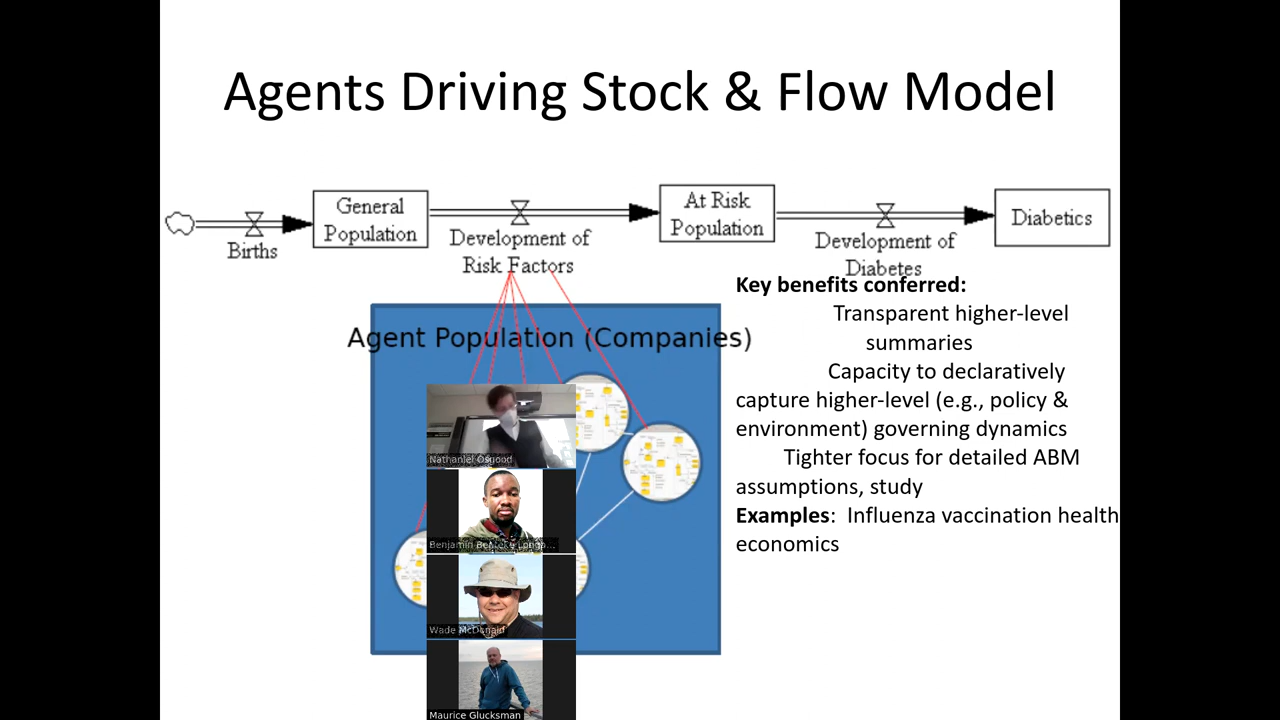 Agents Driving Stock & Flow Model
General
Population
At Risk
Population
Diabetics
Births
Development of
Risk Factors
Development of
Diabetes
Key benefits conferred:
Transparent higher-level
summaries
Capacity to declaratively
capture higher-level (e.g., policy &
environment) governing dynamics
Tighter focus for detailed ABM
assumptions, study
Examples: Influenza vaccination health
economics
Agent Population (Companies)
Nathaniel Osgood
Benjamin
Wade McDonald
Maurice Glucksman